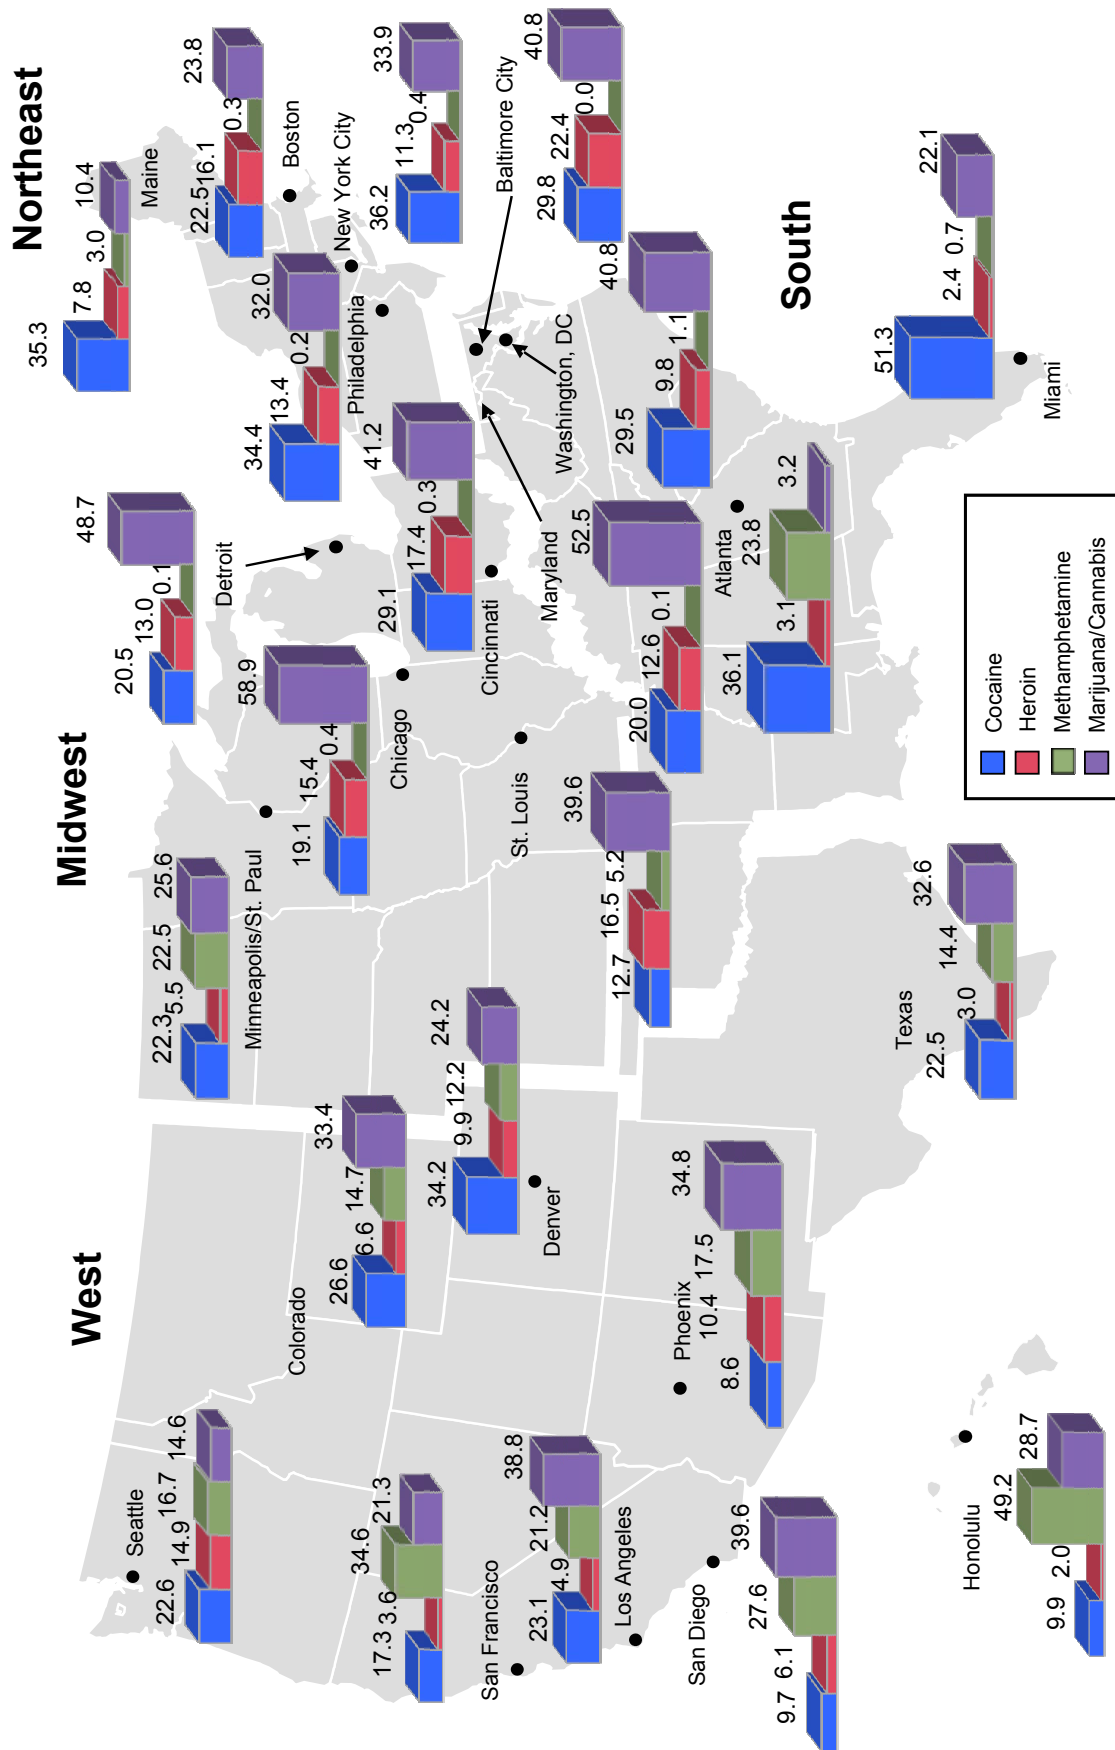 West
Midwest
Northeast
Seattle
22.6
14.9
16.7
14.6
San Francisco
17.3
3.6
34.6
21.3
Los Angeles
23.1
4.9
21.2
38.8
San Diego
9.7
6.1
27.6
39.6
Honolulu
9.9
2.0
49.2
28.7
Phoenix
8.6
10.4
17.5
34.8
Colorado
26.6
6.6
14.7
33.4
Denver
34.2
9.9
12.2
24.2
Texas
22.5
3.0
14.4
32.6
Minneapolis/St. Paul
22.3
5.5
22.5
25.6
19.1
15.4
0.4
58.9
Chicago
St. Louis
12.7
16.5
5.2
39.6
Detroit
20.5
13.0
0.1
48.7
Cincinnati
29.1
17.4
0.3
41.2
20.0
12.6
0.1
52.5
Maryland
Atlanta
36.1
3.1
23.8
3.2
Philadelphia
34.4
13.4
0.2
32.0
Washington, DC
29.5
9.8
1.1
40.8
Maine
35.3
7.8
3.0
10.4
Boston
22.5
16.1
0.3
23.8
New York City
36.2
11.3
0.4
33.9
Baltimore City
29.8
22.4
0.0
40.8
South
Miami
51.3
2.4
0.7
22.1
Cocaine
Heroin
Methamphetamine
Marijuana/Cannabis